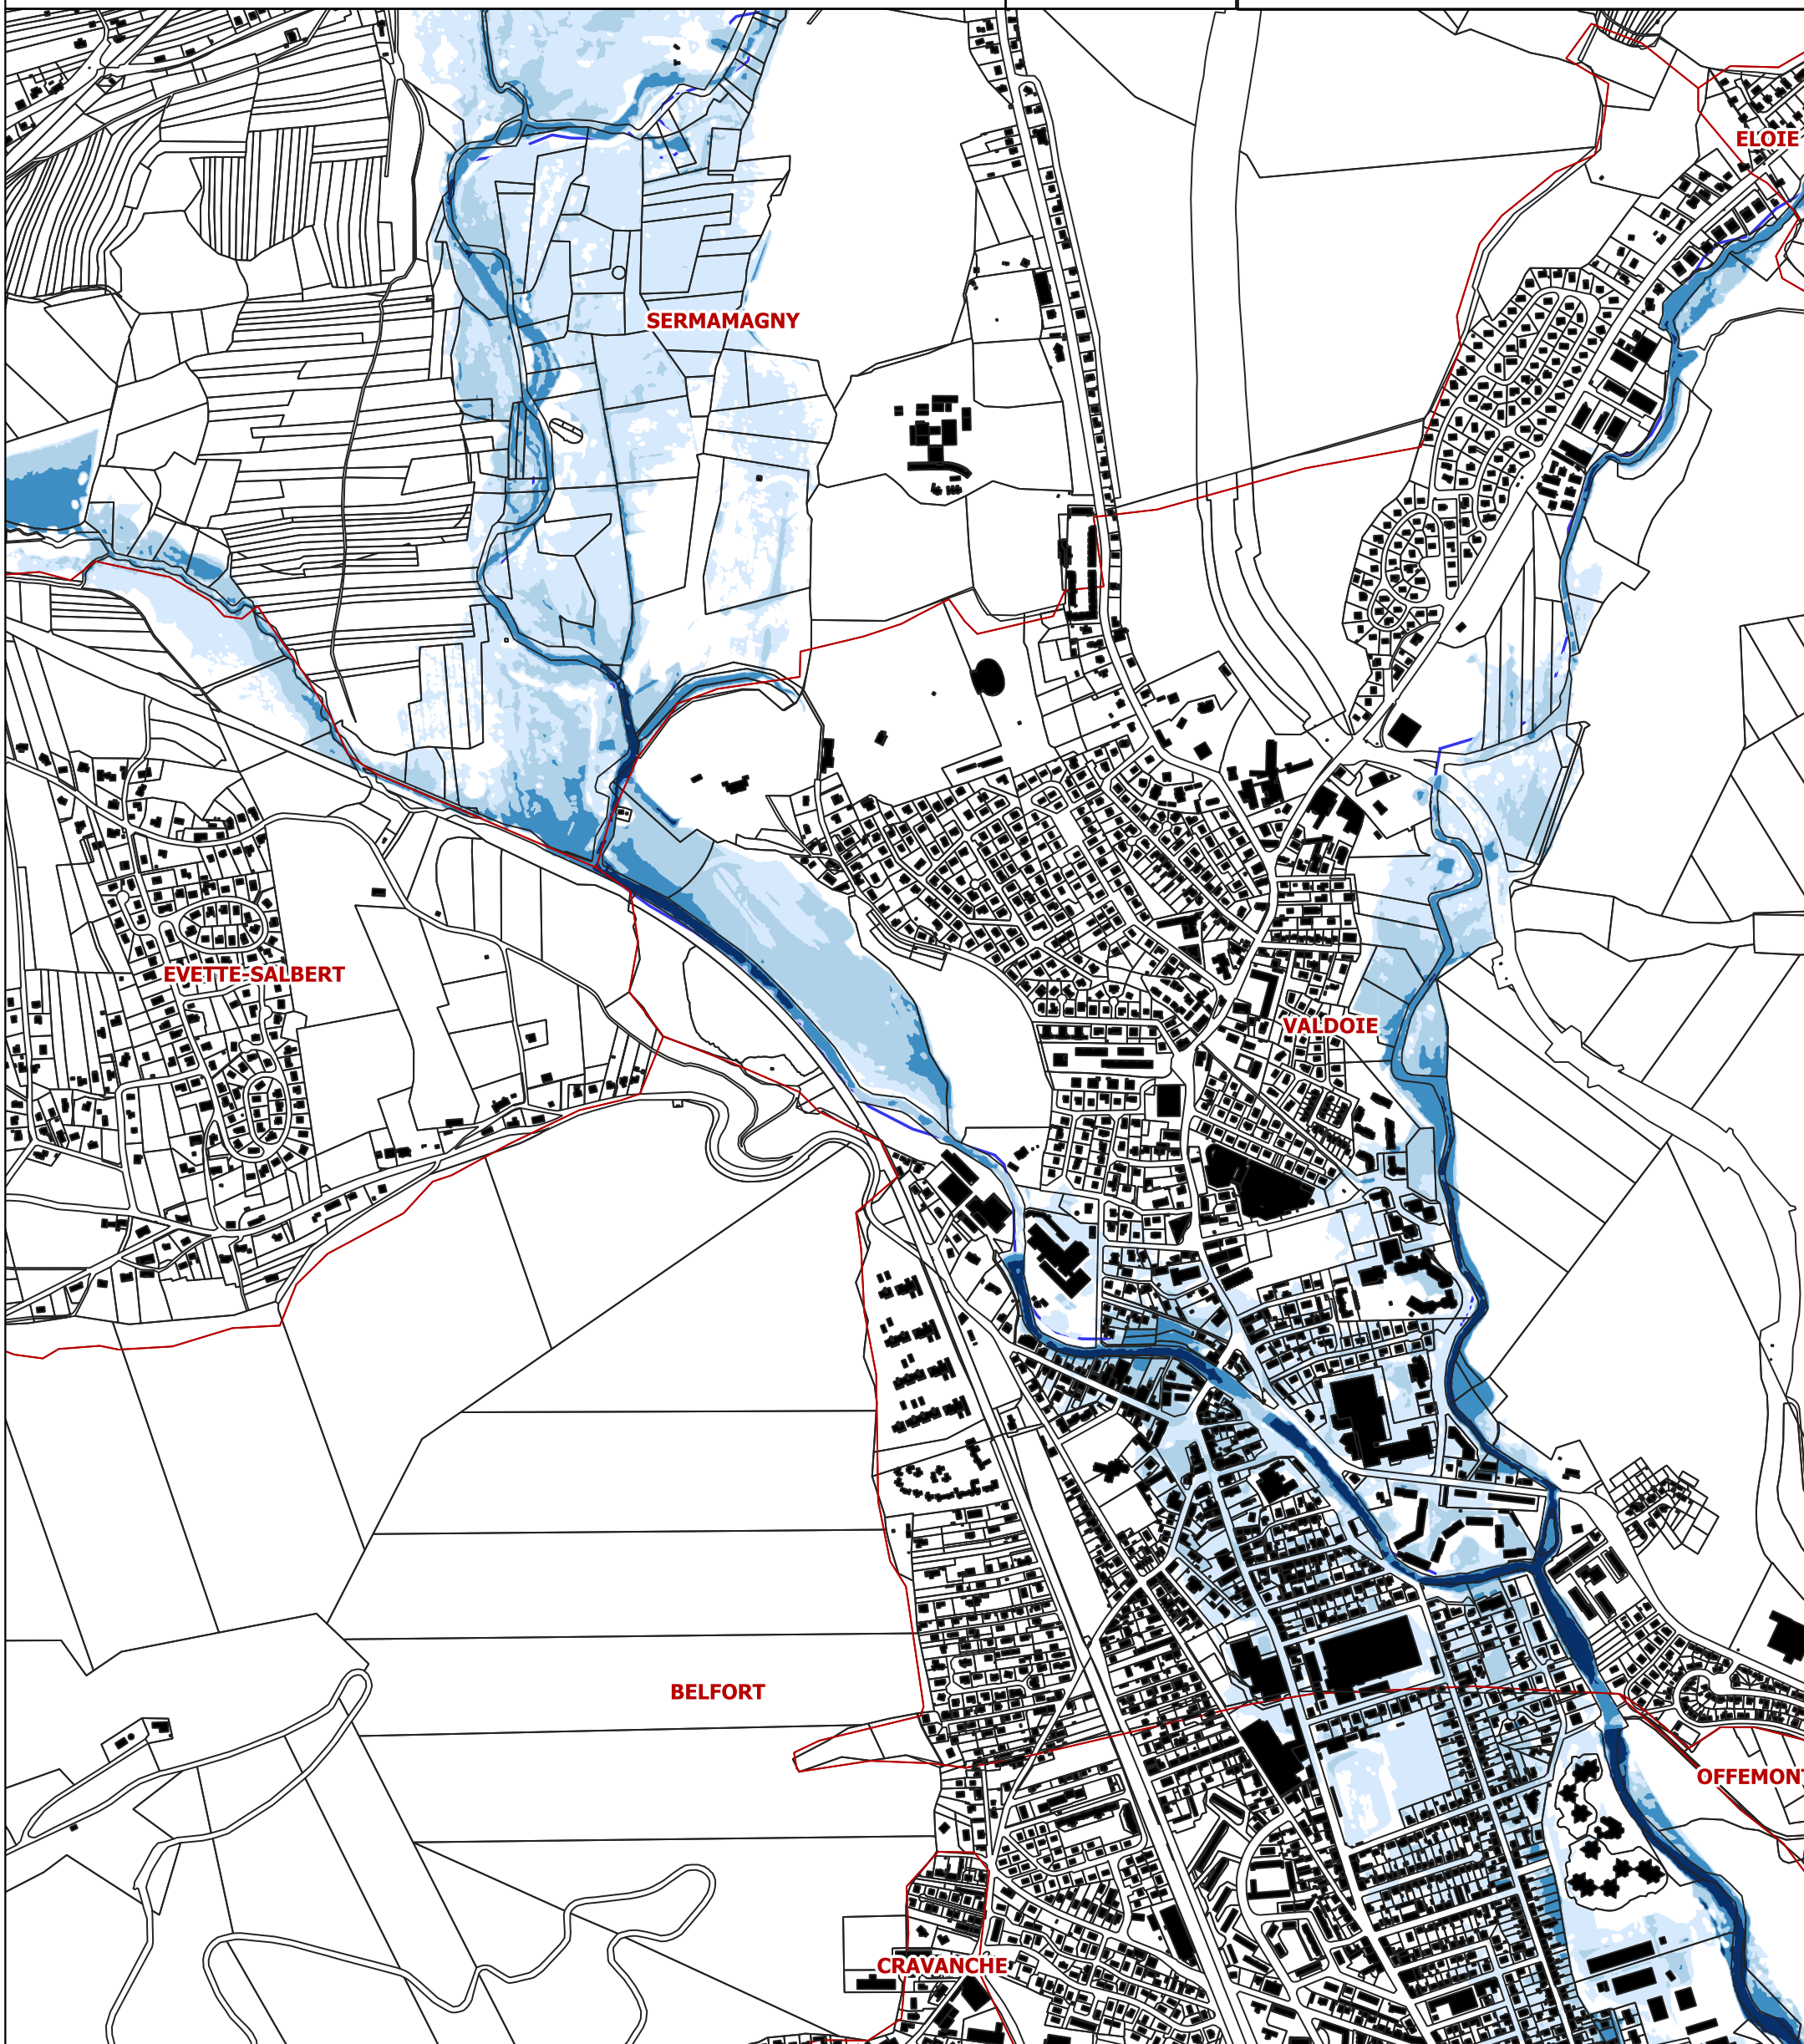 ELOIE
SERMAMAGNY
EVETTE-SALBERT
VALDOIE
BELFORT
OFFEMONT
CRAVANCHE